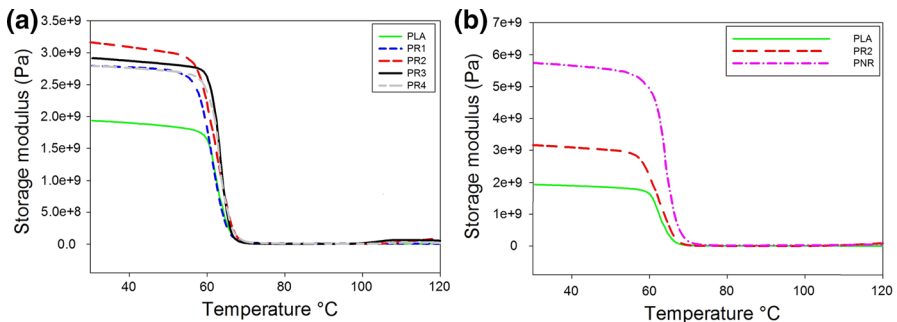 (a)
Storage modulus (Pa)
3.5e+9
3.0e+9
2.5e+9
2.0e+9
1.5e+9
1.0e+9
5.0e+8
0.0
PLA
PR1
PR2
PR3
PR4
40 60 80 100 120
Temperature °C
(b)
Storage modulus (Pa)
7e+9
6e+9
5e+9
4e+9
3e+9
2e+9
1e+9
0
PLA
PR2
PNR
40 60 80 100 120
Temperature °C